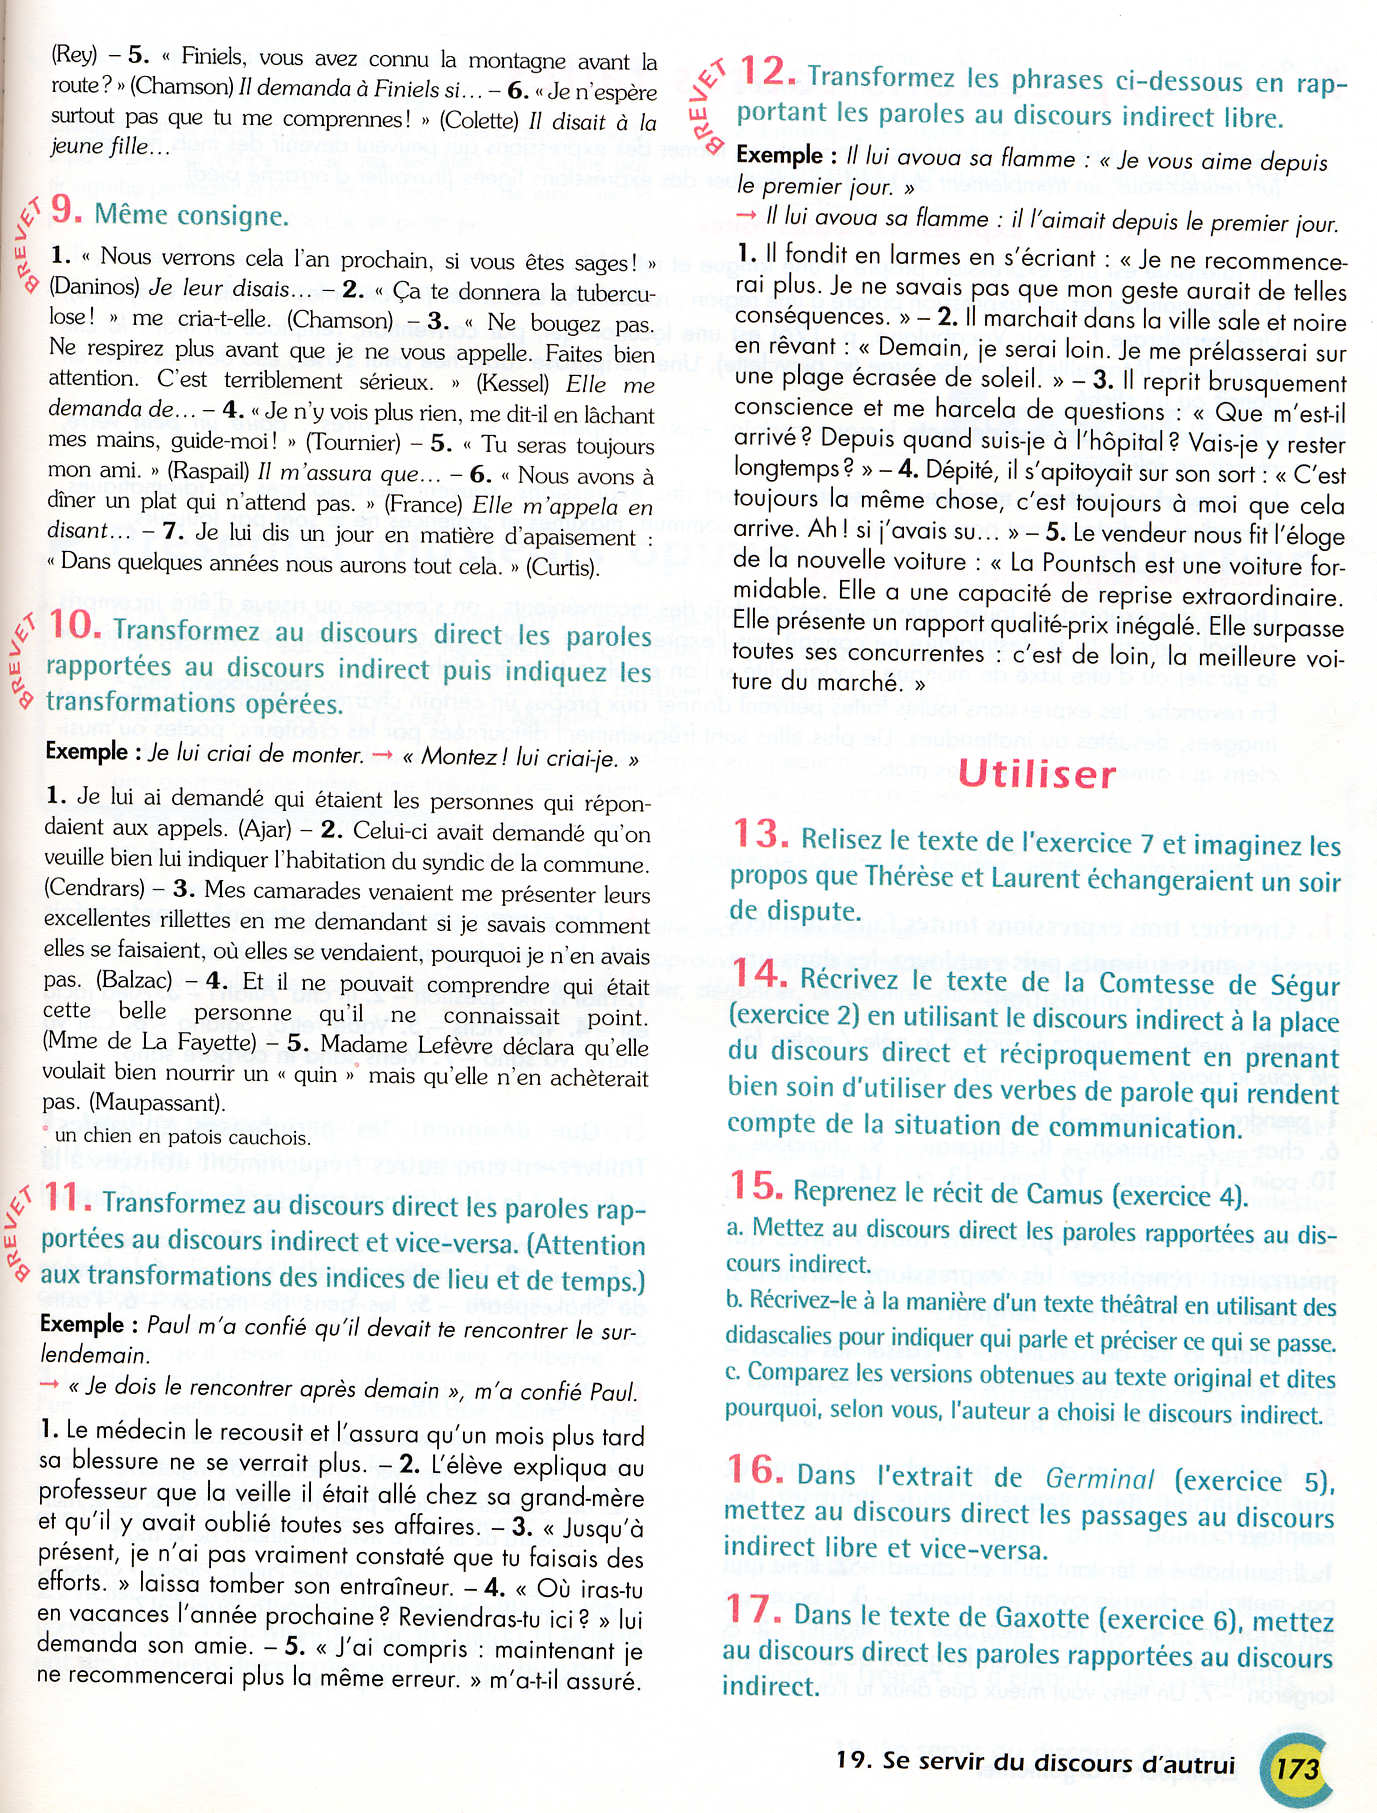 (Rey) – 5. « Finiels, vous avez connu la montagne avant la
route ? » (Chamson) Il demanda à Finiels si... – 6. « Je n'espère
surtout pas que tu me comprennes ! » (Colette) Il disait à la
jeune fille...
BREVET
9. Même consigne.
1. « Nous verrons cela l'an prochain, si vous êtes sages ! »
(Daninos) Je leur disais... – 2. « Ça te donnera la tubercu-
lose ! » me cria-t-elle. (Chamson) – 3. « Ne bougez pas.
Ne respirez plus avant que je ne vous appelle. Faites bien
attention. C'est terriblement sérieux. » (Kessel) Elle me
demanda de... – 4. « Je n'y vois plus rien, me dit-il en lâchant
mes mains, guide-moi ! » (Tournier) – 5. « Tu seras toujours
mon ami. » (Raspail) Il m'assura que... – 6. « Nous avons à
dîner un plat qui n'attend pas. » (France) Elle m'appela en
disant... – 7. Je lui dis un jour en matière d'apaisement :
« Dans quelques années nous aurons tout cela. » (Curtis).
BREVET
10. Transformez au discours direct les paroles
rapportées au discours indirect puis indiquez les
transformations opérées.
Exemple : Je lui criai de monter. → « Montez ! lui criai-je. »
1. Je lui ai demandé qui étaient les personnes qui répon-
daient aux appels. (Ajar) – 2. Celui-ci avait demandé qu'on
veuille bien lui indiquer l'habitation du syndic de la commune.
(Cendrars) – 3. Mes camarades venaient me présenter leurs
excellentes rillettes en me demandant si je savais comment
elles se faisaient, où elles se vendaient, pourquoi je n'en avais
pas. (Balzac) – 4. Et il ne pouvait comprendre qui était
cette belle personne qu'il ne connaissait point.
(Mme de La Fayette) – 5. Madame Lefèvre déclara qu'elle
voulait bien nourrir un « quin »* mais qu'elle n'en achèterait
pas. (Maupassant).
* un chien en patois cauchois.
BREVET
11. Transformez au discours direct les paroles rap-
portées au discours indirect et vice-versa. (Attention
aux transformations des indices de lieu et de temps.)
Exemple : Paul m'a confié qu'il devait te rencontrer le sur-
lendemain.
→ « Je dois le rencontrer après demain », m'a confié Paul.
1. Le médecin le recousit et l'assura qu'un mois plus tard
sa blessure ne se verrait plus. – 2. L'élève expliqua au
professeur que la veille il était allé chez sa grand-mère
et qu'il y avait oublié toutes ses affaires. – 3. « Jusqu'à
présent, je n'ai pas vraiment constaté que tu faisais des
efforts. » laissa tomber son entraîneur. – 4. « Où iras-tu
en vacances l'année prochaine ? Reviendras-tu ici ? » lui
demanda son amie. – 5. « J'ai compris : maintenant je
ne recommencerai plus la même erreur. » m'a-t-il assuré.
BREVET
12. Transformez les phrases ci-dessous en rap-
portant les paroles au discours indirect libre.
Exemple : Il lui avoua sa flamme : « Je vous aime depuis
le premier jour. »
→ Il lui avoua sa flamme : il l'aimait depuis le premier jour.
1. Il fondit en larmes en s'écriant : « Je ne recommence-
rai plus. Je ne savais pas que mon geste aurait de telles
conséquences. » – 2. Il marchait dans la ville sale et noire
en rêvant : « Demain, je serai loin. Je me prélasserai sur
une plage écrasée de soleil. » – 3. Il reprit brusquement
conscience et me harcela de questions : « Que m'est-il
arrivé ? Depuis quand suis-je à l'hôpital ? Vais-je y rester
longtemps ? » – 4. Dépité, il s'apitoyait sur son sort : « C'est
toujours la même chose, c'est toujours à moi que cela
arrive. Ah ! si j'avais su... » – 5. Le vendeur nous fit l'éloge
de la nouvelle voiture : « La Pountsch est une voiture for-
midable. Elle a une capacité de reprise extraordinaire.
Elle présente un rapport qualité-prix inégalé. Elle surpasse
toutes ses concurrentes : c'est de loin, la meilleure voi-
ture du marché. »
Utiliser
13. Relisez le texte de l'exercice 7 et imaginez les
propos que Thérèse et Laurent échangeraient un soir
de dispute.
14. Récrivez le texte de la Comtesse de Ségur
(exercice 2) en utilisant le discours indirect à la place
du discours direct et réciproquement en prenant
bien soin d'utiliser des verbes de parole qui rendent
compte de la situation de communication.
15. Reprenez le récit de Camus (exercice 4).
a. Mettez au discours direct les paroles rapportées au dis-
cours indirect.
b. Récrivez-le à la manière d'un texte théâtral en utilisant des
didascalies pour indiquer qui parle et préciser ce qui se passe.
c. Comparez les versions obtenues au texte original et dites
pourquoi, selon vous, l'auteur a choisi le discours indirect.
16. Dans l'extrait de Germinal (exercice 5),
mettez au discours direct les passages au discours
indirect libre et vice-versa.
17. Dans le texte de Gaxotte (exercice 6), mettez
au discours direct les paroles rapportées au discours
indirect.
19. Se servir du discours d'autrui 173